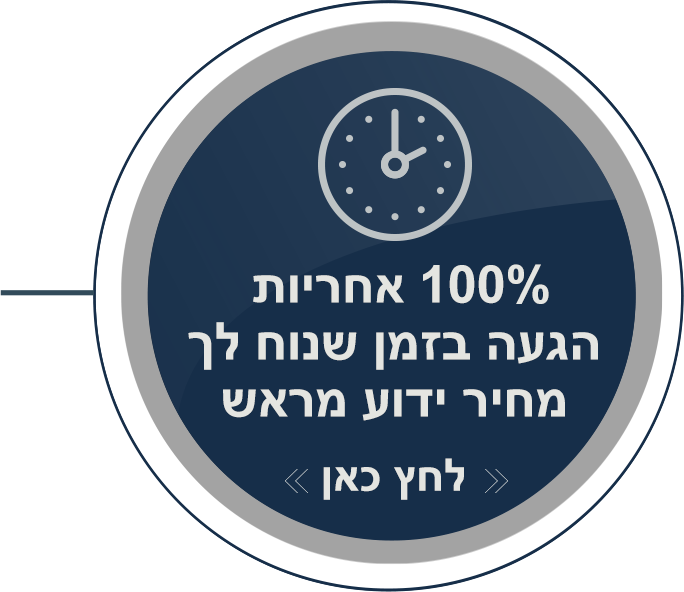 100% אחריות
הגעה בזמן שנוח לך
מחיר ידוע מראש
« לחץ כאן »